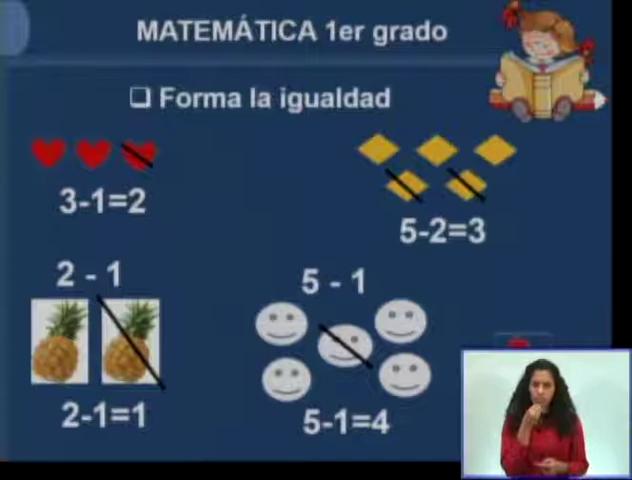 MATEMÁTICA 1er grado
❑ Forma la igualdad
3-1=2
5-2=3
2 - 1
5 - 1
2-1=1
5-1=4